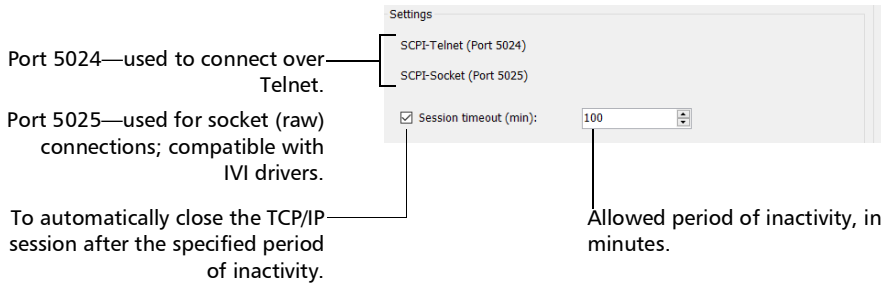 Settings
SCPI-Telnet (Port 5024)
SCPI-Socket (Port 5025)
Session timeout (min):
100
Port 5024—used to connect over
Telnet.
Port 5025—used for socket (raw)
connections; compatible with
IVI drivers.
To automatically close the TCP/IP
session after the specified period
of inactivity.
Allowed period of inactivity, in
minutes.